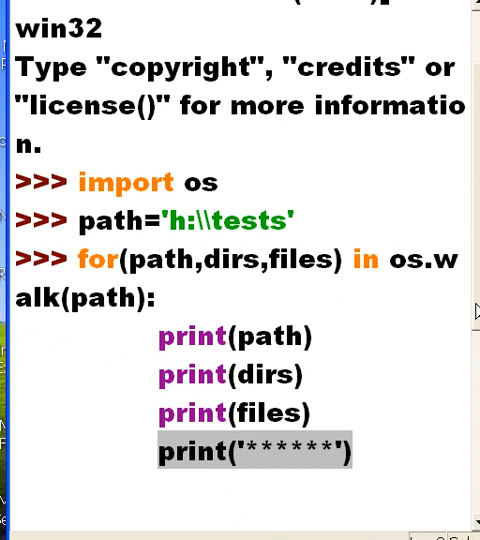 win32
Type "copyright", "credits" or
"license()" for more informatio
n.
>>> import os
>>> path='h:\\tests'
>>> for(path,dirs,files) in os.w
alk(path):
print(path)
print(dirs)
print(files)
print('******')